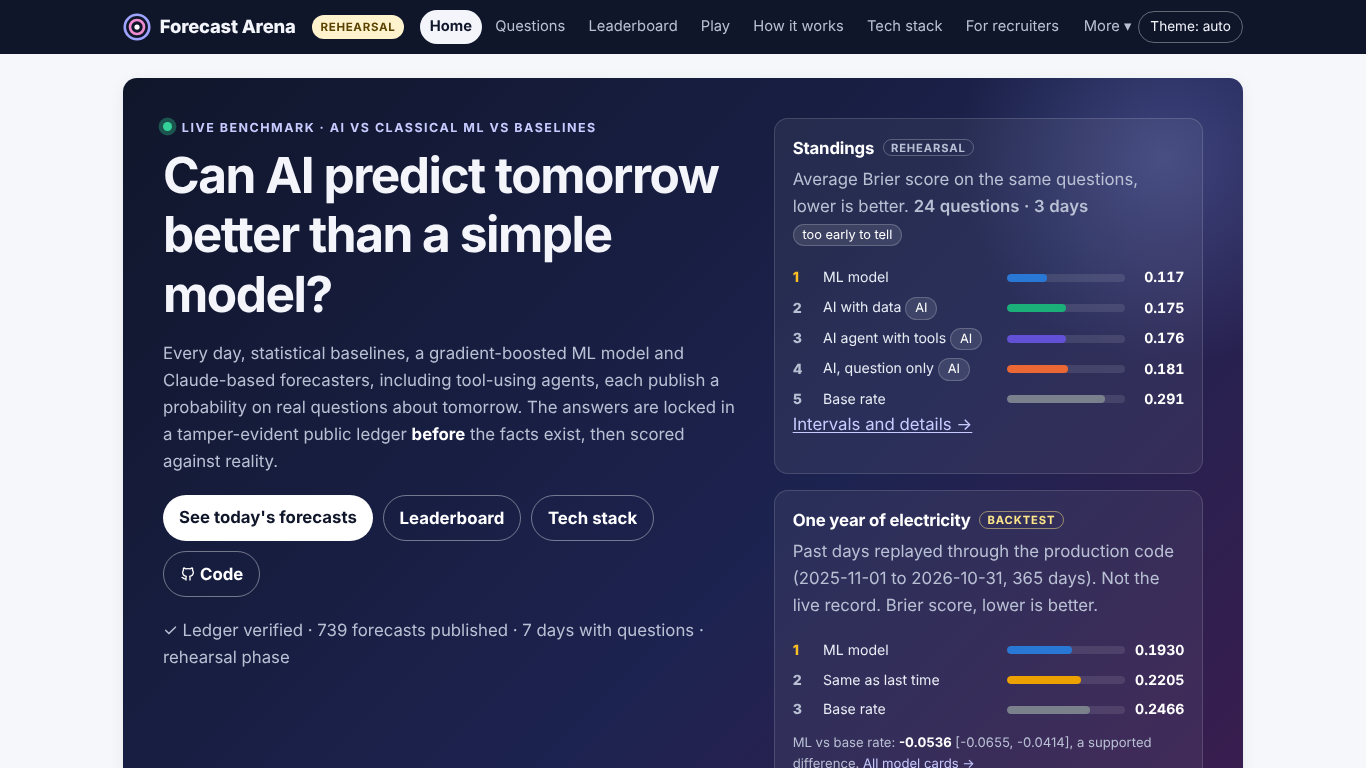 Forecast Arena REHEARSAL Home Questions Leaderboard Play How it works Tech stack For recruiters More ▾ Theme: auto
LIVE BENCHMARK · AI VS CLASSICAL ML VS BASELINES
Can AI predict tomorrow
better than a simple
model?
Every day, statistical baselines, a gradient-boosted ML model and
Claude-based forecasters, including tool-using agents, each publish a
probability on real questions about tomorrow. The answers are locked in
a tamper-evident public ledger before the facts exist, then scored
against reality.
See today's forecasts Leaderboard Tech stack
Code
✓ Ledger verified · 739 forecasts published · 7 days with questions ·
rehearsal phase
Standings REHEARSAL
Average Brier score on the same questions,
lower is better. 24 questions · 3 days
too early to tell
1 ML model 0.117
2 AI with data AI 0.175
3 AI agent with tools AI 0.176
4 AI, question only AI 0.181
5 Base rate 0.291
Intervals and details →
One year of electricity BACKTEST
Past days replayed through the production code
(2025-11-01 to 2026-10-31, 365 days). Not the
live record. Brier score, lower is better.
1 ML model 0.1930
2 Same as last time 0.2205
3 Base rate 0.2466
ML vs base rate: -0.0536 [-0.0655, -0.0414], a supported
difference. All model cards →